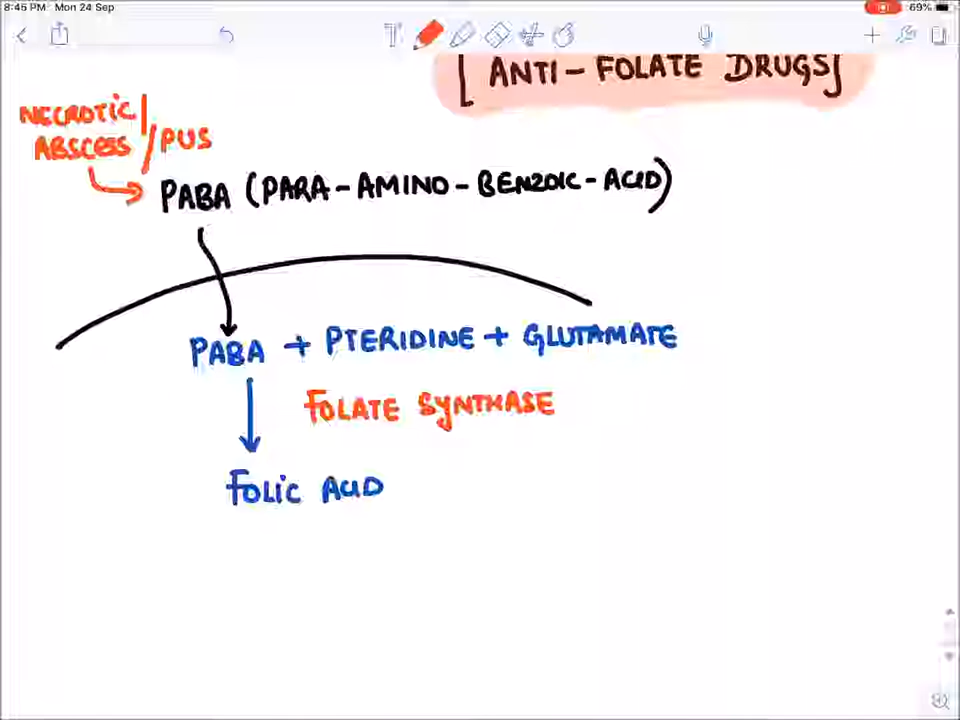 8:45 PM Mon 24 Sep
69%
[ANTI-FOLATE DRUGS]
NECROTIC
ABSCESS / PUS
PABA (PARA-AMINO-BENZOIC-ACID)
PABA + PTERIDINE + GLUTAMATE
FOLATE SYNTHASE
FOLIC ACID